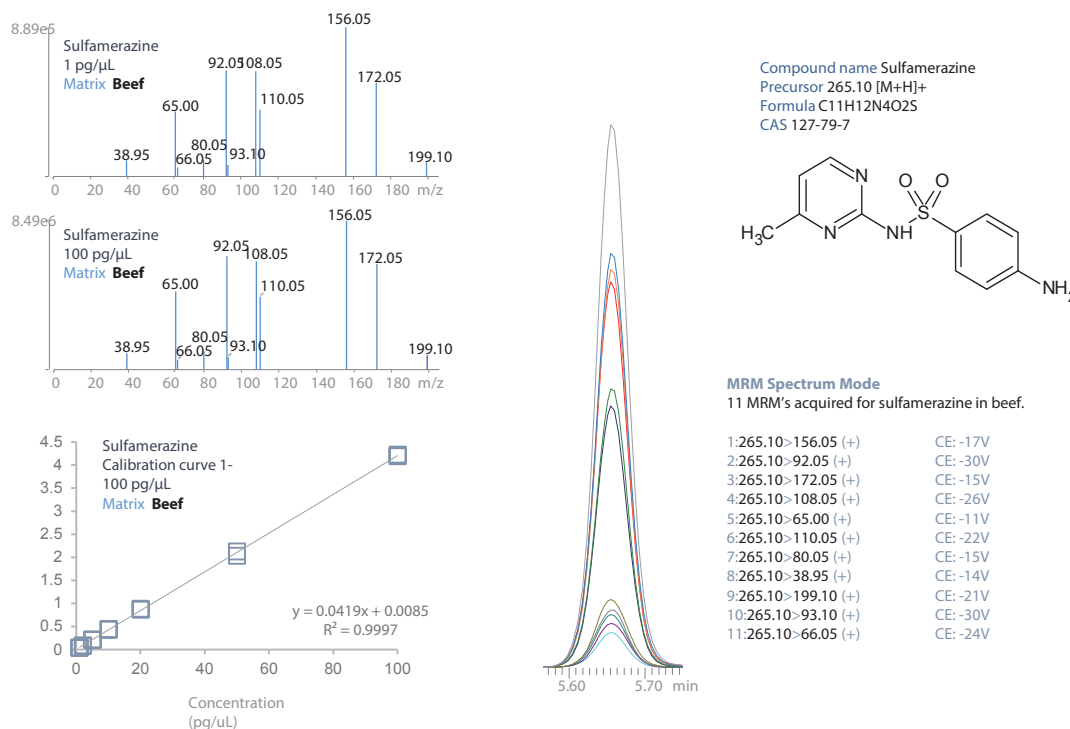 8.89e5
Sulfamerazine
1 pg/µL
Matrix Beef
38.95
65.00
66.05
80.05
92.05
93.10
108.05
110.05
156.05
172.05
199.10
0 20 40 60 80 100 120 140 160 180 m/z
8.49e6
Sulfamerazine
100 pg/µL
Matrix Beef
38.95
65.00
66.05
80.05
92.05
93.10
108.05
110.05
156.05
172.05
199.10
0 20 40 60 80 100 120 140 160 180 m/z
Sulfamerazine
Calibration curve 1-
100 pg/µL
Matrix Beef
4.5
4
3.5
3
2.5
2
1.5
1
0.5
0
y = 0.0419x + 0.0085
R² = 0.9997
0 20 40 60 80 100
Concentration
(pg/uL)
5.60 5.70 min
Compound name Sulfamerazine
Precursor 265.10 [M+H]+
Formula C11H12N4O2S
CAS 127-79-7
H₃C
N
N
NH
O O
S
NH₂
MRM Spectrum Mode
11 MRM's acquired for sulfamerazine in beef.
1:265.10>156.05 (+) CE: -17V
2:265.10>92.05 (+) CE: -30V
3:265.10>172.05 (+) CE: -15V
4:265.10>108.05 (+) CE: -26V
5:265.10>65.00 (+) CE: -11V
6:265.10>110.05 (+) CE: -22V
7:265.10>80.05 (+) CE: -15V
8:265.10>38.95 (+) CE: -14V
9:265.10>199.10 (+) CE: -21V
10:265.10>93.10 (+) CE: -30V
11:265.10>66.05 (+) CE: -24V